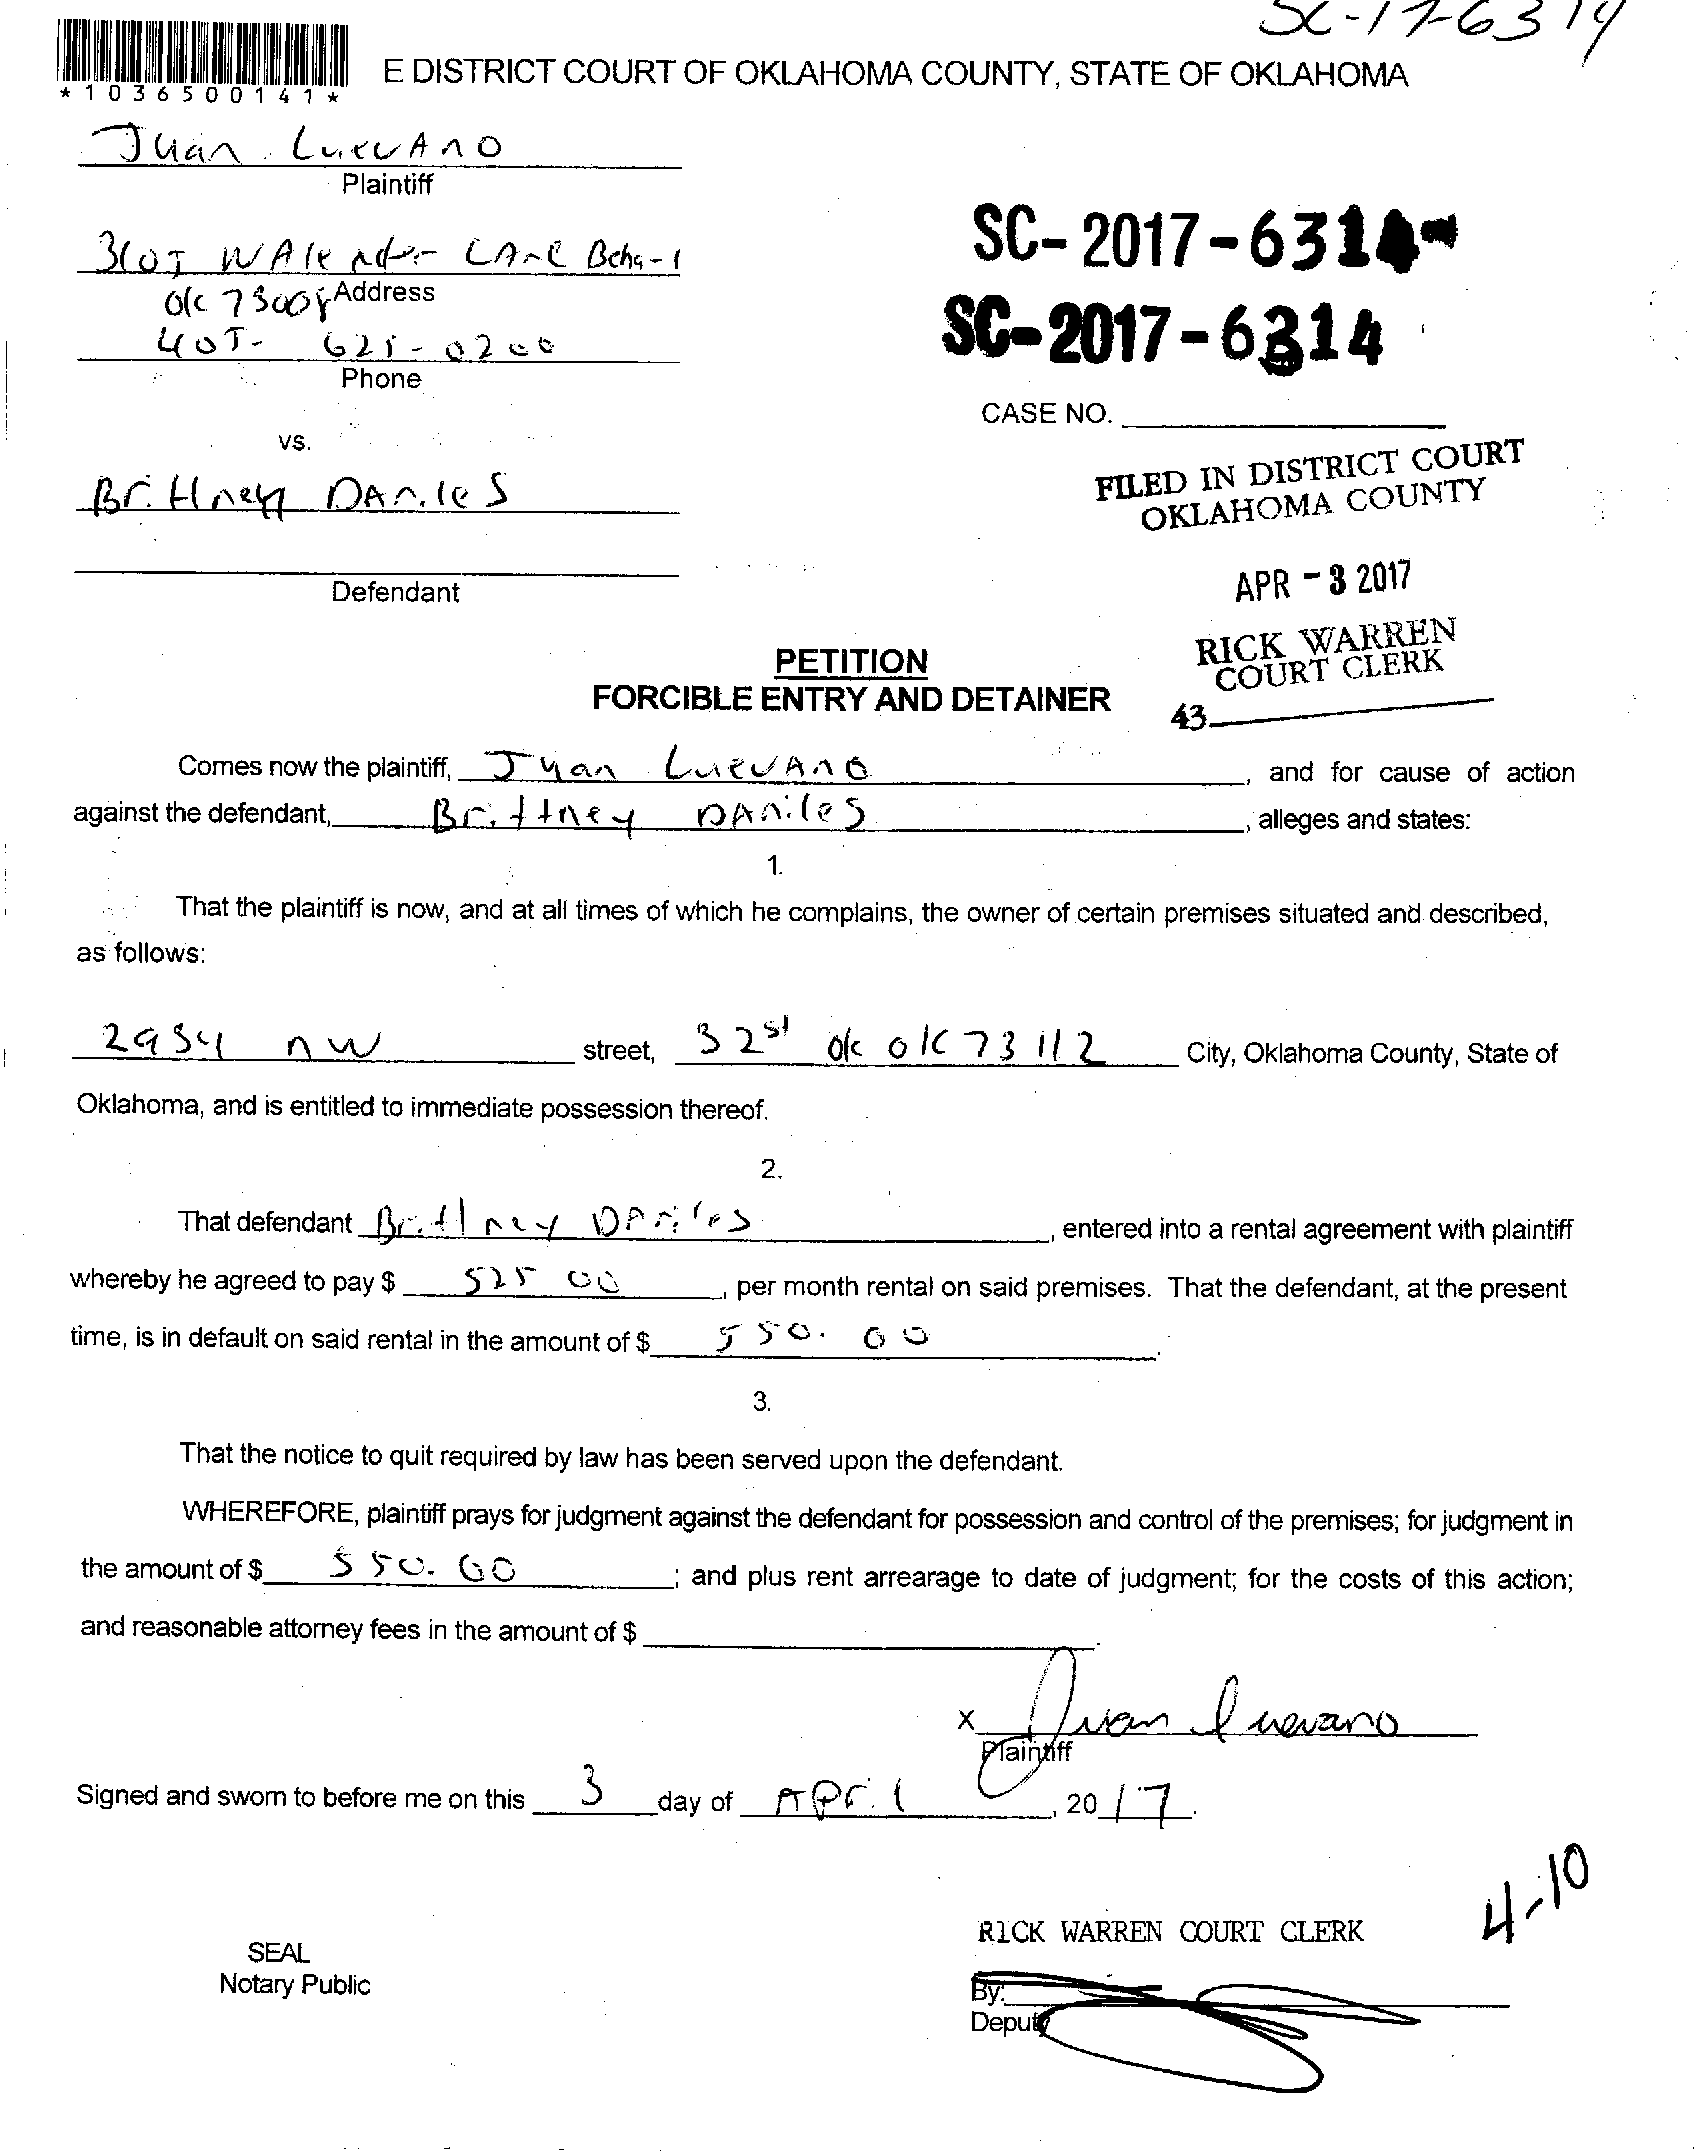 SC-17-6314
*1036500141*
E DISTRICT COURT OF OKLAHOMA COUNTY, STATE OF OKLAHOMA
Juan Luevano
Plaintiff
LANE
Address
Phone
SC-2017-6314
SC-2017-6314
CASE NO.
vs.
Brittney DAniles
Defendant
FILED IN DISTRICT COURT
OKLAHOMA COUNTY
APR -3 2017
RICK WARREN
COURT CLERK
43
PETITION
FORCIBLE ENTRY AND DETAINER
Comes now the plaintiff, Juan Luevano, and for cause of action
against the defendant, Brittney DAniles, alleges and states:
1.
That the plaintiff is now, and at all times of which he complains, the owner of certain premises situated and described,
as follows:
2934 nw street, 32st ok ok 73112 City, Oklahoma County, State of
Oklahoma, and is entitled to immediate possession thereof.
2.
That defendant Brittney DAniles, entered into a rental agreement with plaintiff
whereby he agreed to pay $ 525 00, per month rental on said premises. That the defendant, at the present
time, is in default on said rental in the amount of $ 550.00.
3.
That the notice to quit required by law has been served upon the defendant.
WHEREFORE, plaintiff prays for judgment against the defendant for possession and control of the premises; for judgment in
the amount of $ 550.00; and plus rent arrearage to date of judgment; for the costs of this action;
and reasonable attorney fees in the amount of $
x Juan Luevano
Plaintiff
Signed and sworn to before me on this 3 day of APril, 2017.
4-10
RICK WARREN COURT CLERK
SEAL
Notary Public
By:
Deputy